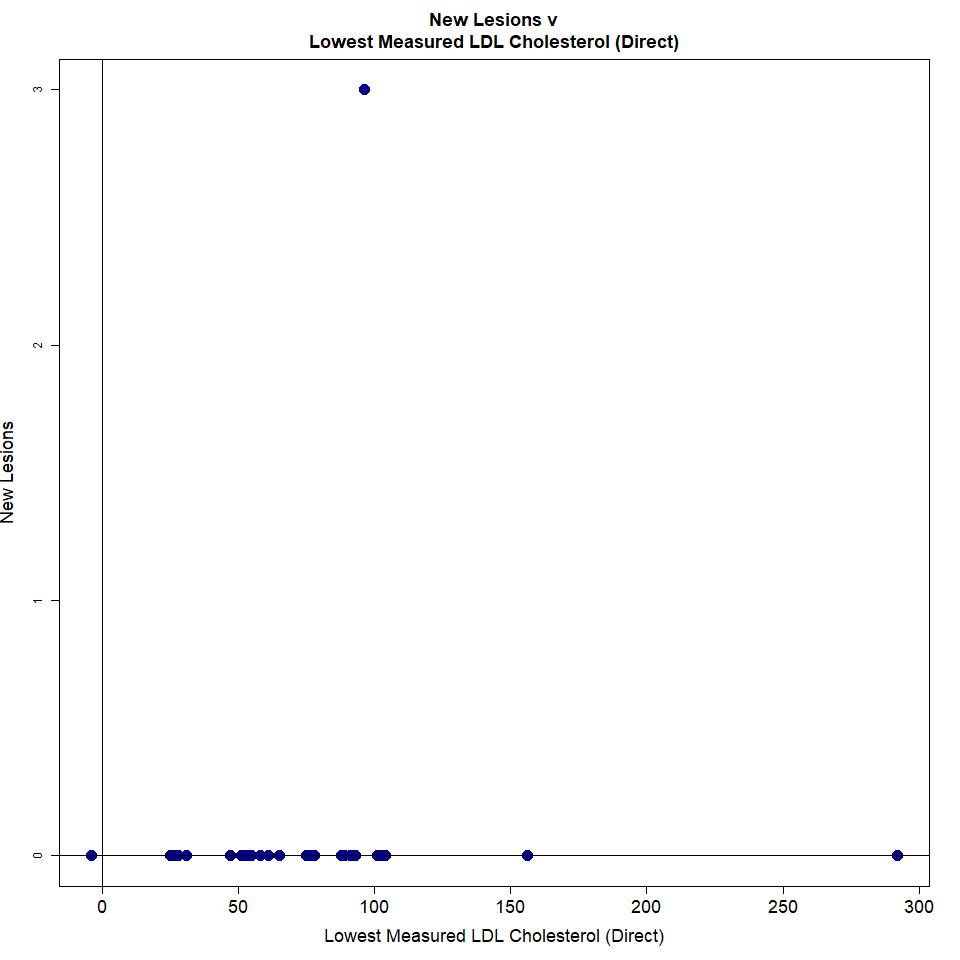 New Lesions v
Lowest Measured LDL Cholesterol (Direct)
3
2
1
0
New Lesions
0 50 100 150 200 250 300
Lowest Measured LDL Cholesterol (Direct)